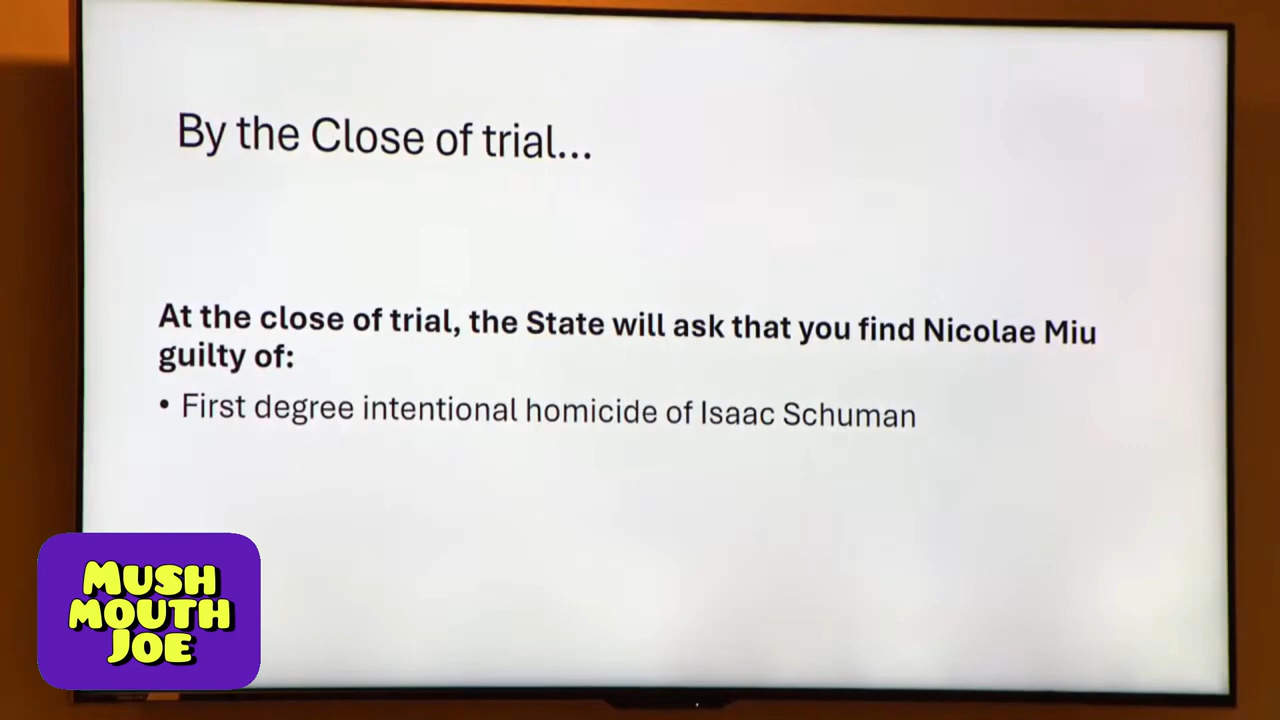 By the Close of trial...
At the close of trial, the State will ask that you find Nicolae Miu
guilty of:
• First degree intentional homicide of Isaac Schuman
MUSH
MOUTH
JOE